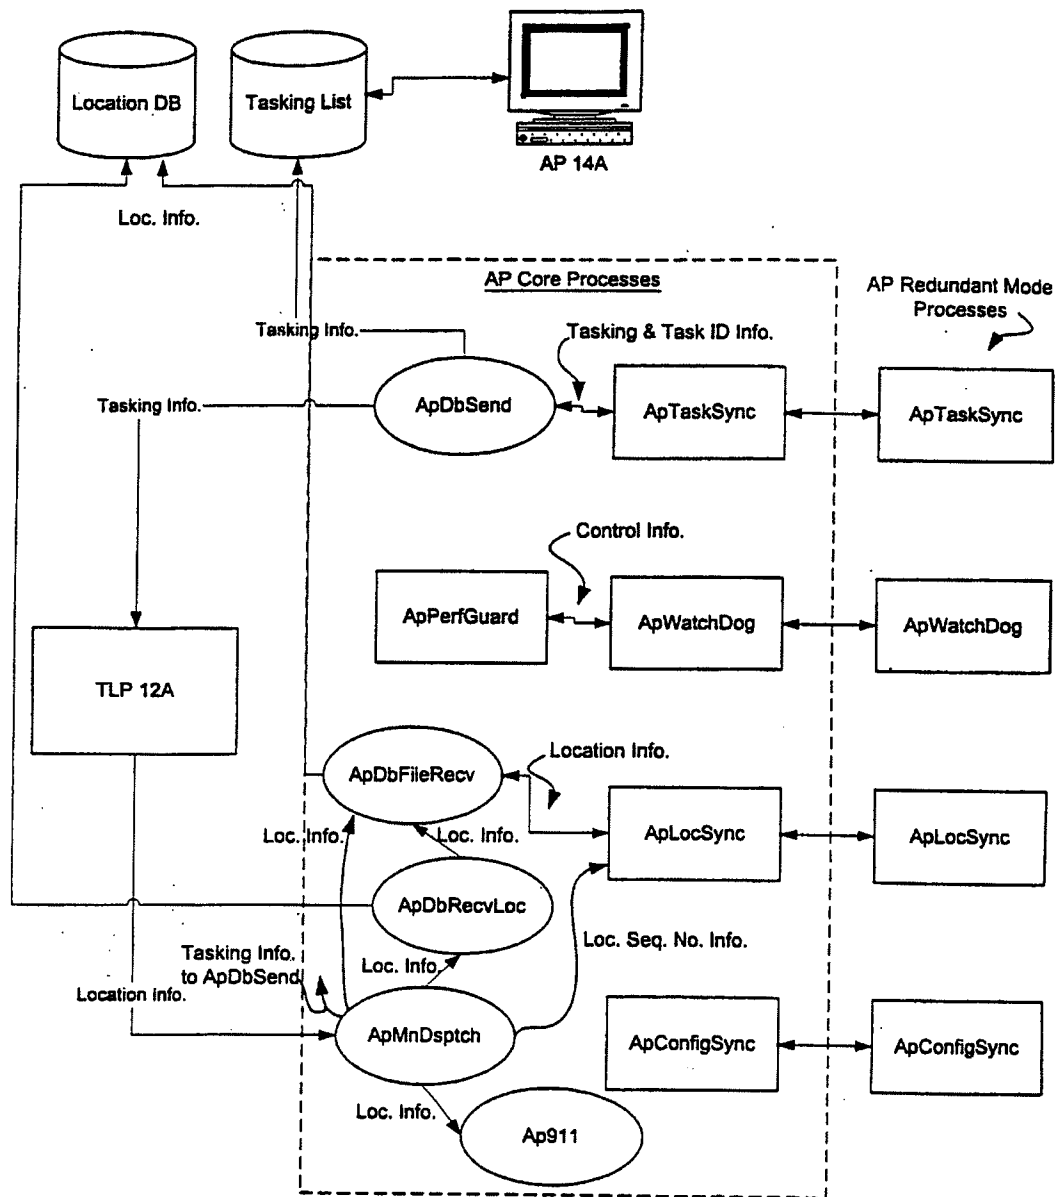 Location DB
Tasking List
AP 14A
Loc. Info.
AP Core Processes
AP Redundant Mode
Processes
Tasking Info.
Tasking & Task ID Info.
ApDbSend
ApTaskSync
ApTaskSync
Tasking Info.
Control Info.
ApPerfGuard
ApWatchDog
ApWatchDog
TLP 12A
Location Info.
ApDbFileRecv
Loc. Info.
Loc. Info.
ApLocSync
ApLocSync
ApDbRecvLoc
Loc. Seq. No. Info.
Tasking Info.
to ApDbSend
Loc. Info.
Location Info.
ApMnDsptch
ApConfigSync
ApConfigSync
Loc. Info.
Ap911